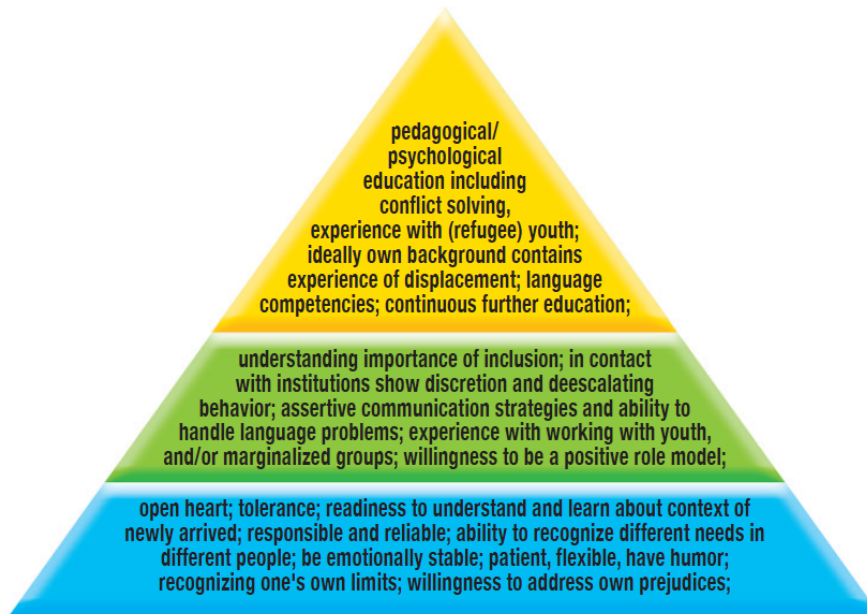 pedagogical/
psychological
education including
conflict solving,
experience with (refugee) youth;
ideally own background contains
experience of displacement; language
competencies; continuous further education;
understanding importance of inclusion; in contact
with institutions show discretion and deescalating
behavior; assertive communication strategies and ability to
handle language problems; experience with working with youth,
and/or marginalized groups; willingness to be a positive role model;
open heart; tolerance; readiness to understand and learn about context of
newly arrived; responsible and reliable; ability to recognize different needs in
different people; be emotionally stable; patient, flexible, have humor;
recognizing one's own limits; willingness to address own prejudices;